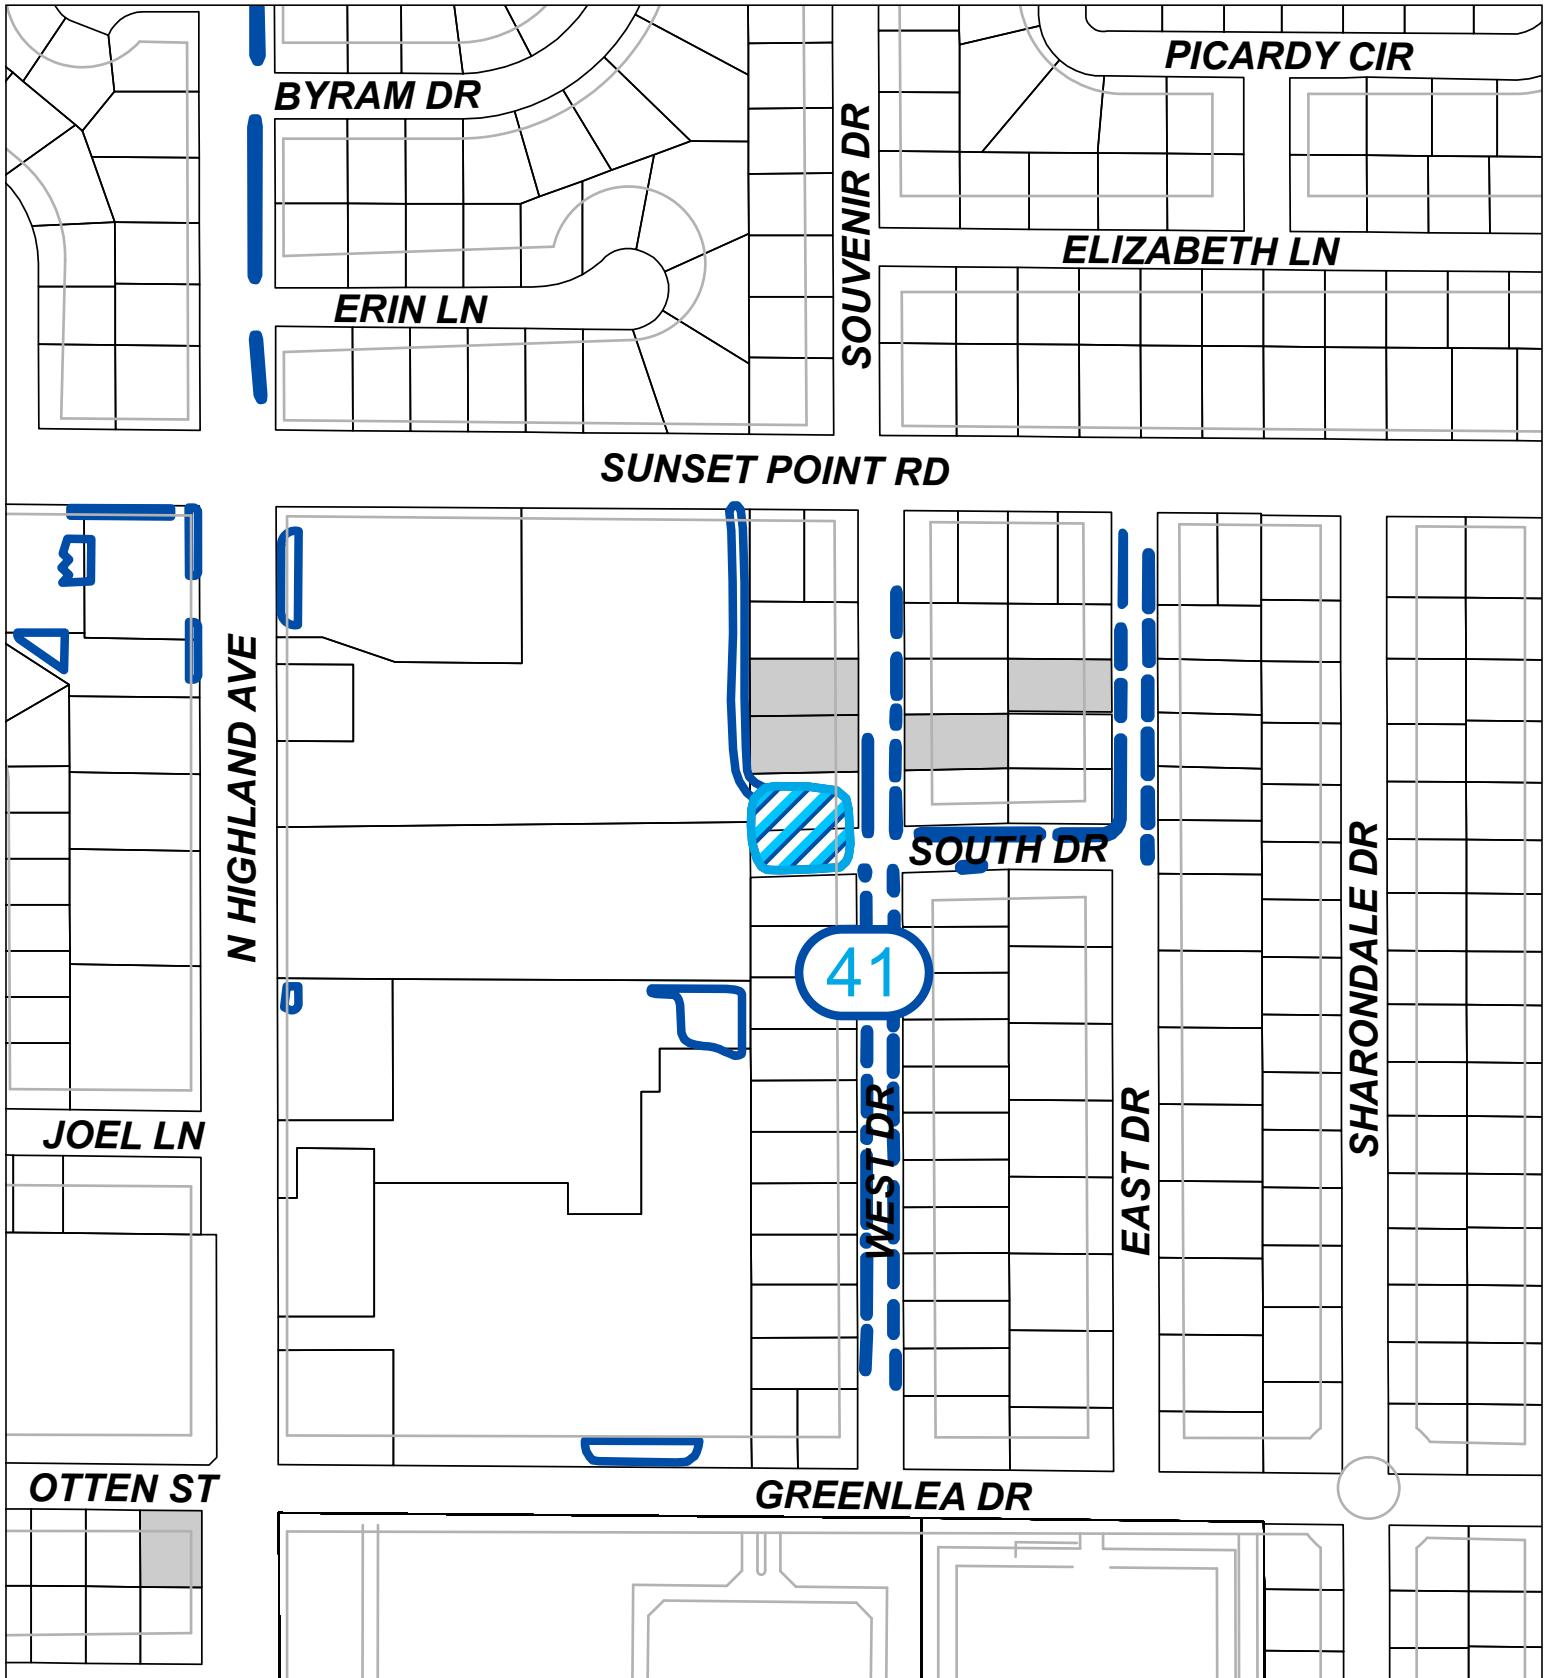 PICARDY CIR
BYRAM DR
SOUVENIR DR
ELIZABETH LN
ERIN LN
SUNSET POINT RD
N HIGHLAND AVE
SOUTH DR
SHARONDALE DR
41
WEST DR
EAST DR
JOEL LN
OTTEN ST
GREENLEA DR